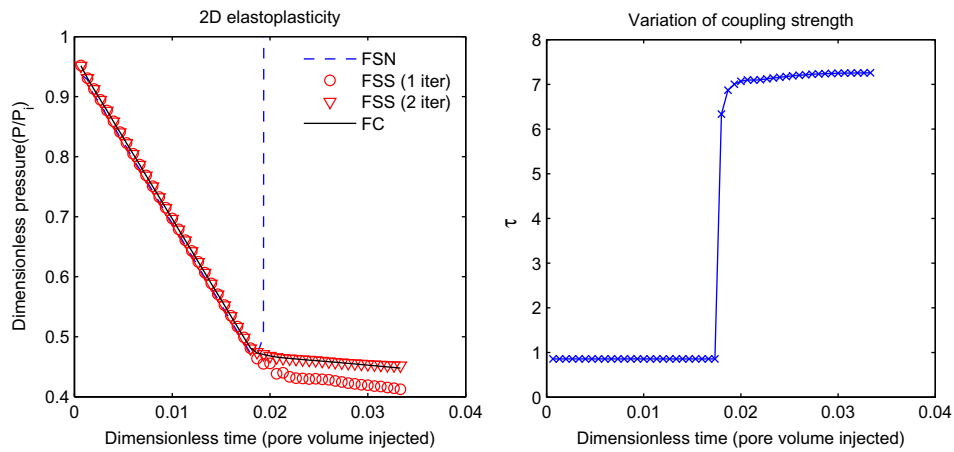 2D elastoplasticity
Dimensionless pressure(P/Pi)
1
0.9
0.8
0.7
0.6
0.5
0.4
0
0.01
0.02
0.03
0.04
Dimensionless time (pore volume injected)
FSN
FSS (1 iter)
FSS (2 iter)
FC
Variation of coupling strength
τ
8
7
6
5
4
3
2
1
0
0
0.01
0.02
0.03
0.04
Dimensionless time (pore volume injected)